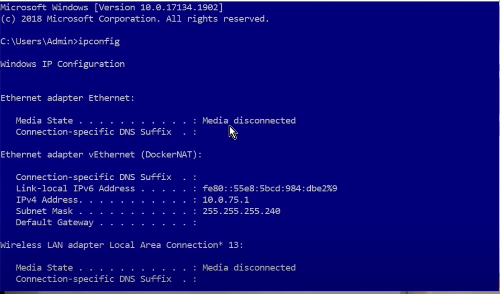 Microsoft Windows [Version 10.0.17134.1902]
(c) 2018 Microsoft Corporation. All rights reserved.
C:\Users\Admin>ipconfig
Windows IP Configuration
Ethernet adapter Ethernet:
Media State . . . . . . . . . . . : Media disconnected
Connection-specific DNS Suffix  . :
Ethernet adapter vEthernet (DockerNAT):
Connection-specific DNS Suffix  . :
Link-local IPv6 Address . . . . . : fe80::55e8:5bcd:984:dbe2%9
IPv4 Address. . . . . . . . . . . : 10.0.75.1
Subnet Mask . . . . . . . . . . . : 255.255.255.240
Default Gateway . . . . . . . . . :
Wireless LAN adapter Local Area Connection* 13:
Media State . . . . . . . . . . . : Media disconnected
Connection-specific DNS Suffix  . :